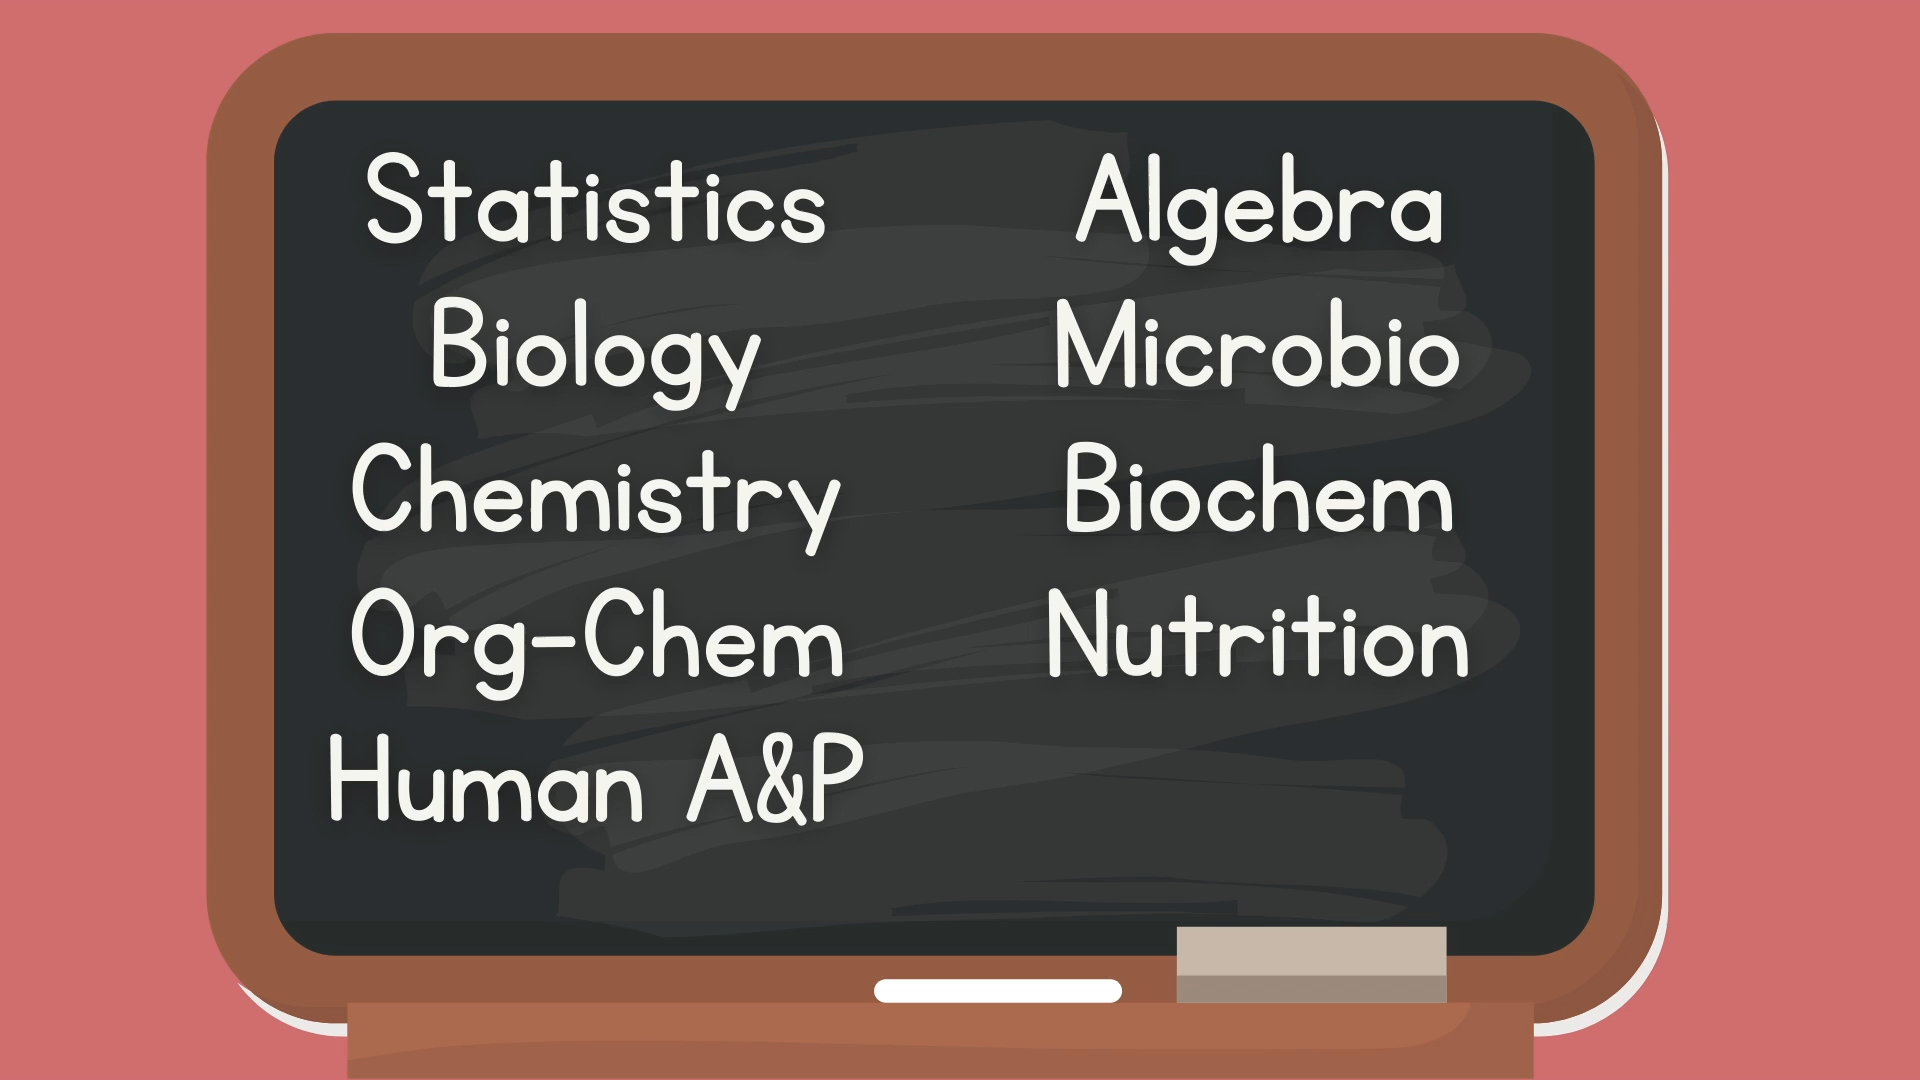 Statistics
Biology
Chemistry
Org-Chem
Human A&P
Algebra
Microbio
Biochem
Nutrition